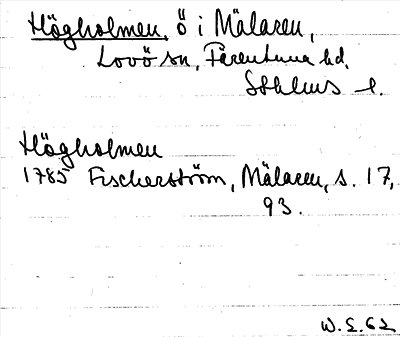 Högholmen, ö i Mälaren,
Lovö sn, Färentuna hd.
Sthlms l.
Högholmen
1785 Fischerström, Mälaren, s. 17,
93.
W.E.62